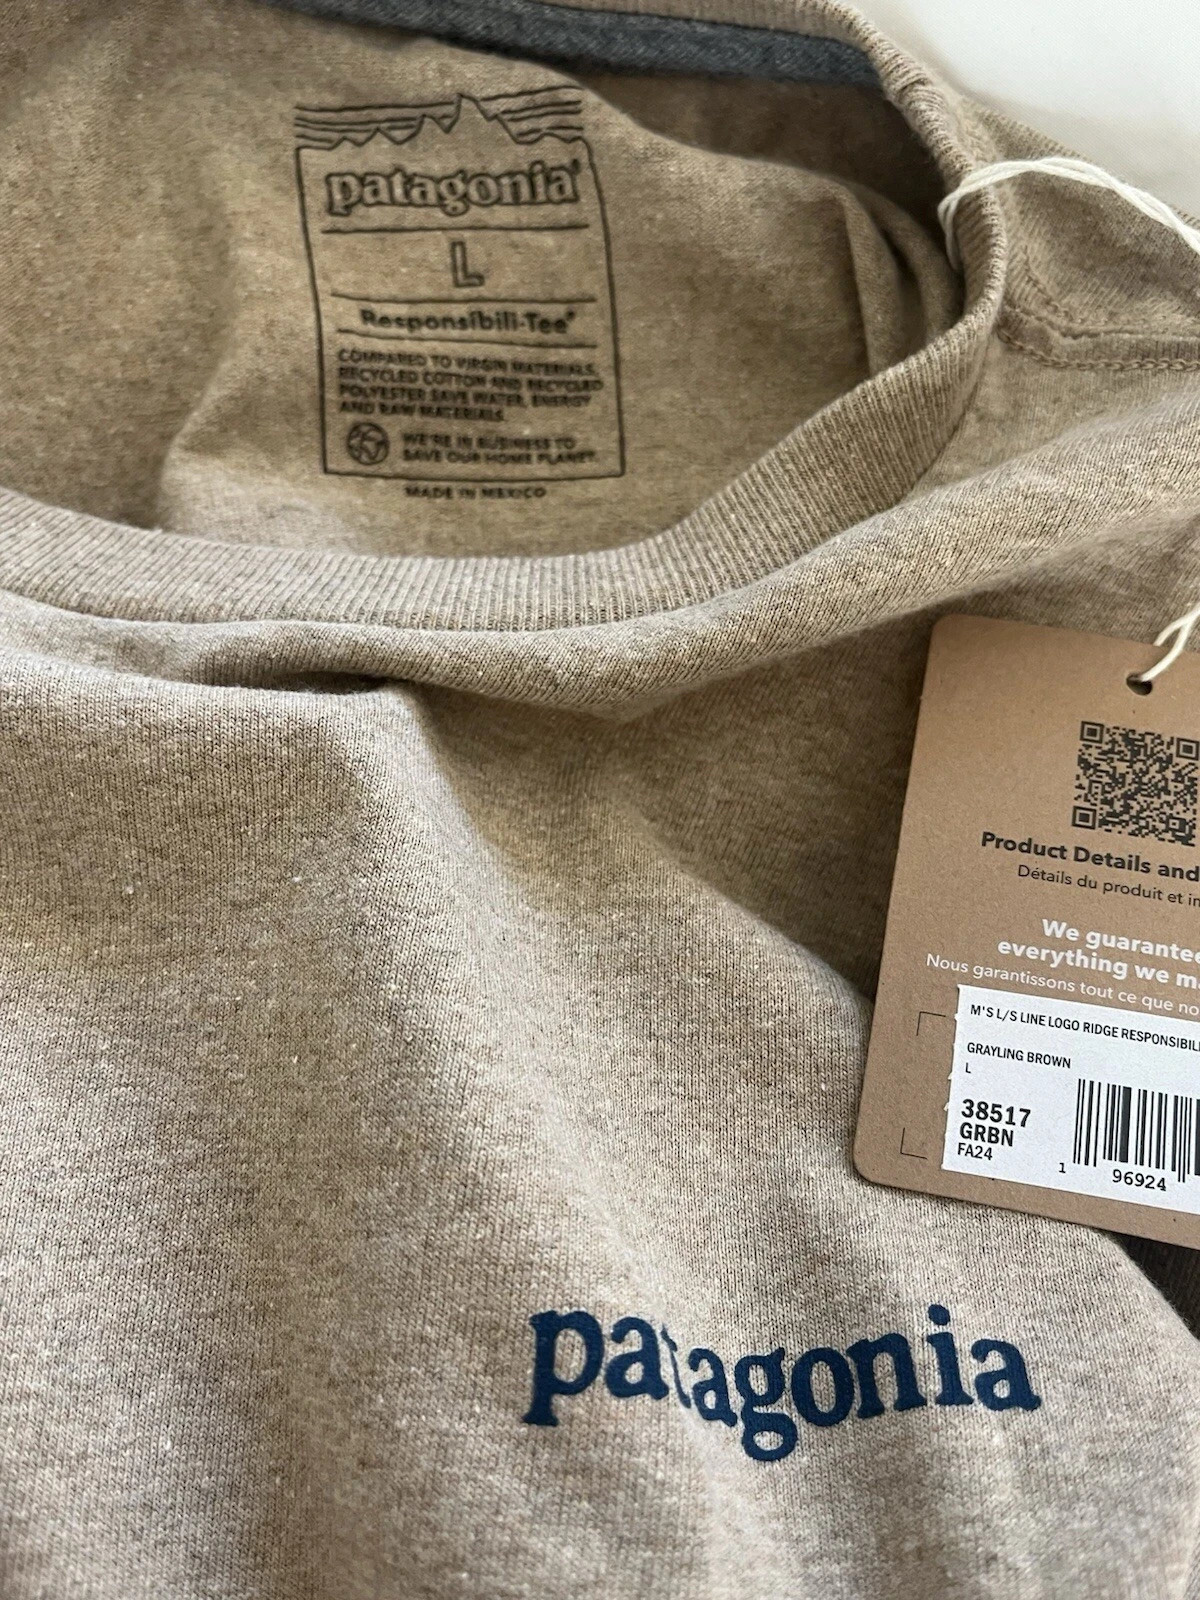 patagonia®
L
Responsibili-Tee®
COMPARED TO VIRGIN MATERIALS,
RECYCLED COTTON AND RECYCLED
POLYESTER SAVE WATER, ENERGY
AND RAW MATERIALS.
WE'RE IN BUSINESS TO
SAVE OUR HOME PLANET.
MADE IN MEXICO
Product Details and
Détails du produit et
We guarantee
everything we
Nous garantissons tout ce que
M'S L/S LINE LOGO RIDGE
GRAYLING BROWN
L
38517
GRBN
FA24
1 96924
patagonia